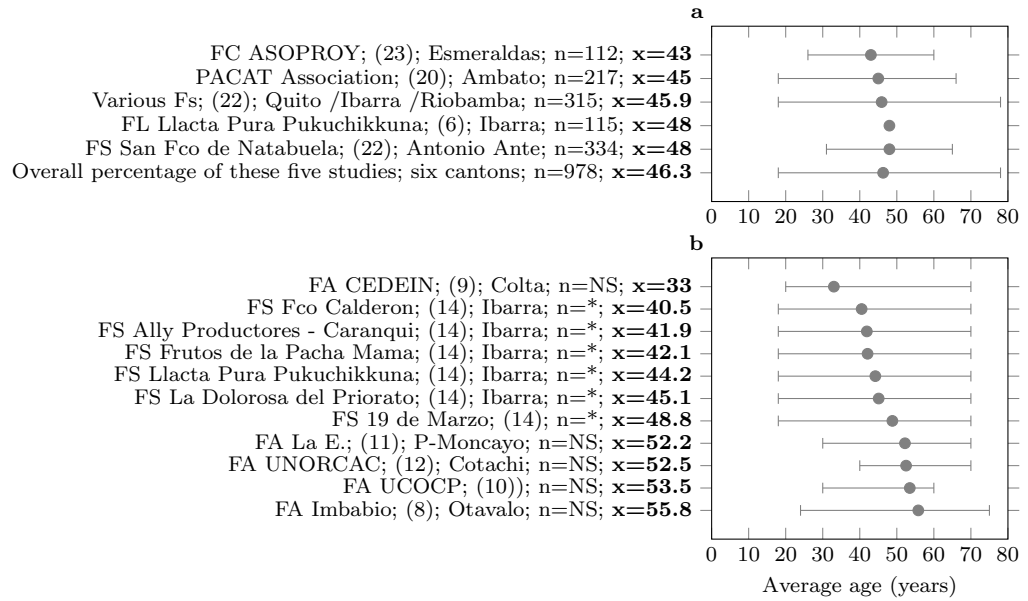 a
FC ASOPROY; (23); Esmeraldas; n=112; x=43
PACAT Association; (20); Ambato; n=217; x=45
Various Fs; (22); Quito /Ibarra /Riobamba; n=315; x=45.9
FL Llacta Pura Pukuchikkuna; (6); Ibarra; n=115; x=48
FS San Fco de Natabuela; (22); Antonio Ante; n=334; x=48
Overall percentage of these five studies; six cantons; n=978; x=46.3
0 10 20 30 40 50 60 70 80
b
FA CEDEIN; (9); Colta; n=NS; x=33
FS Fco Calderon; (14); Ibarra; n=*; x=40.5
FS Ally Productores - Caranqui; (14); Ibarra; n=*; x=41.9
FS Frutos de la Pacha Mama; (14); Ibarra; n=*; x=42.1
FS Llacta Pura Pukuchikkuna; (14); Ibarra; n=*; x=44.2
FS La Dolorosa del Priorato; (14); Ibarra; n=*; x=45.1
FS 19 de Marzo; (14); n=*; x=48.8
FA La E.; (11); P-Moncayo; n=NS; x=52.2
FA UNORCAC; (12); Cotachi; n=NS; x=52.5
FA UCOCP; (10)); n=NS; x=53.5
FA Imbabio; (8); Otavalo; n=NS; x=55.8
0 10 20 30 40 50 60 70 80
Average age (years)